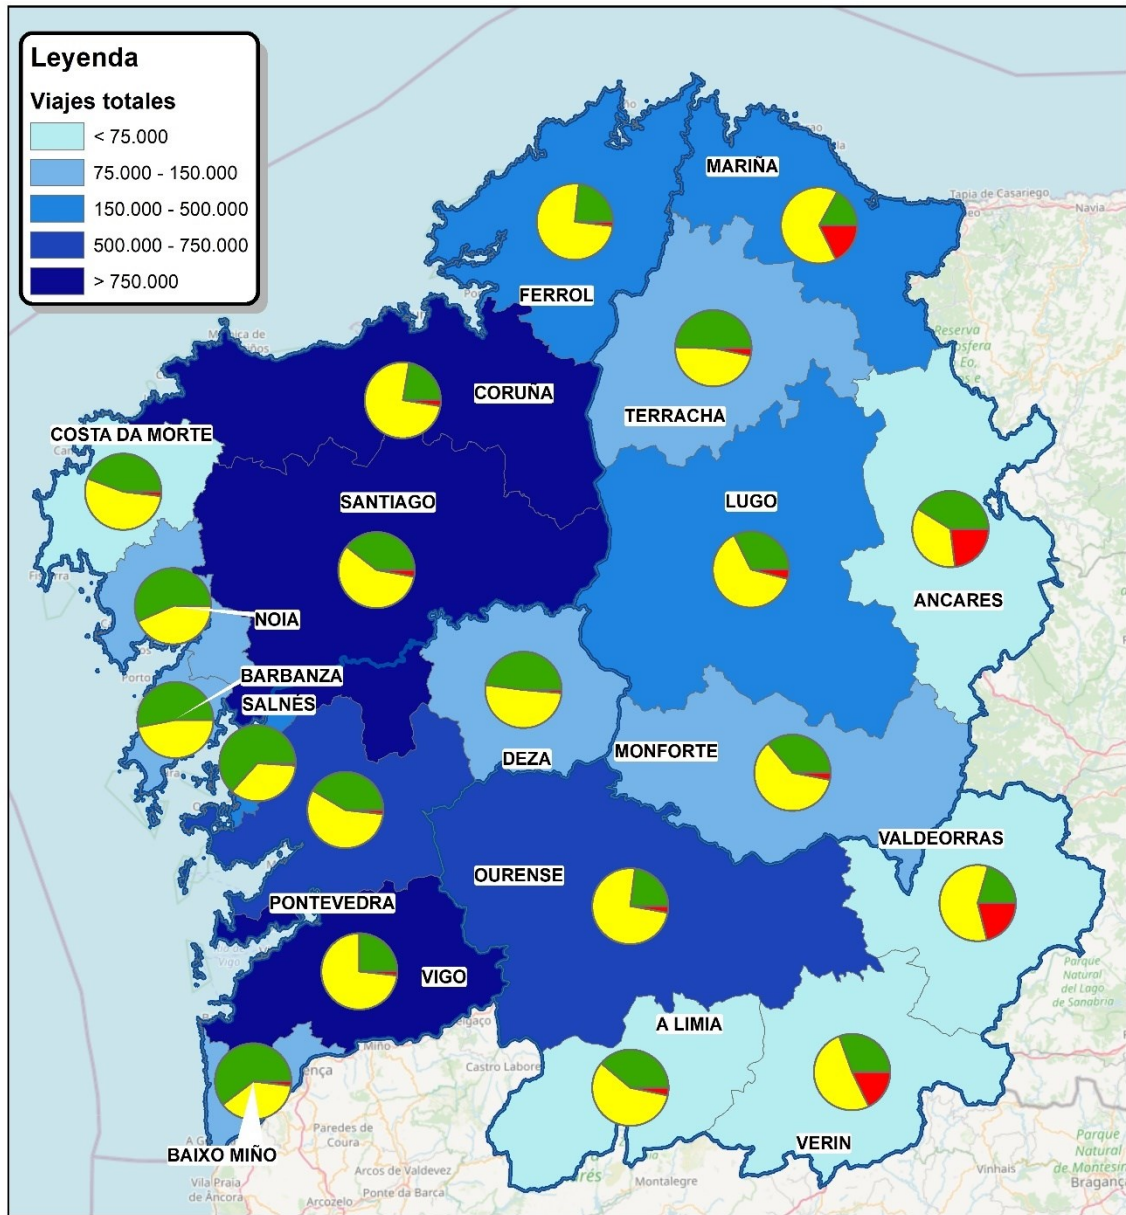 Leyenda
Viajes totales
< 75.000
75.000 - 150.000
150.000 - 500.000
500.000 - 750.000
> 750.000
MARIÑA
Tapia de Casariego
Navia
FERROL
CORUÑA
TERRACHA
COSTA DA MORTE
SANTIAGO
LUGO
ANCARES
NOIA
BARBANZA
SALNÉS
DEZA
MONFORTE
VALDEORRAS
OURENSE
PONTEVEDRA
VIGO
Parque
Natural
del Lago
de Sanabria
A LIMIA
Miño
Castro Labore
VERIN
BAIXO MIÑO
Paredes de
Coura
Arcos de Valdevez
Vila Praia
de Âncora
Arcozelo
Ponte da Barca
Montalegre
Vinhais
Parque
Natural
de Montesin
Bragança